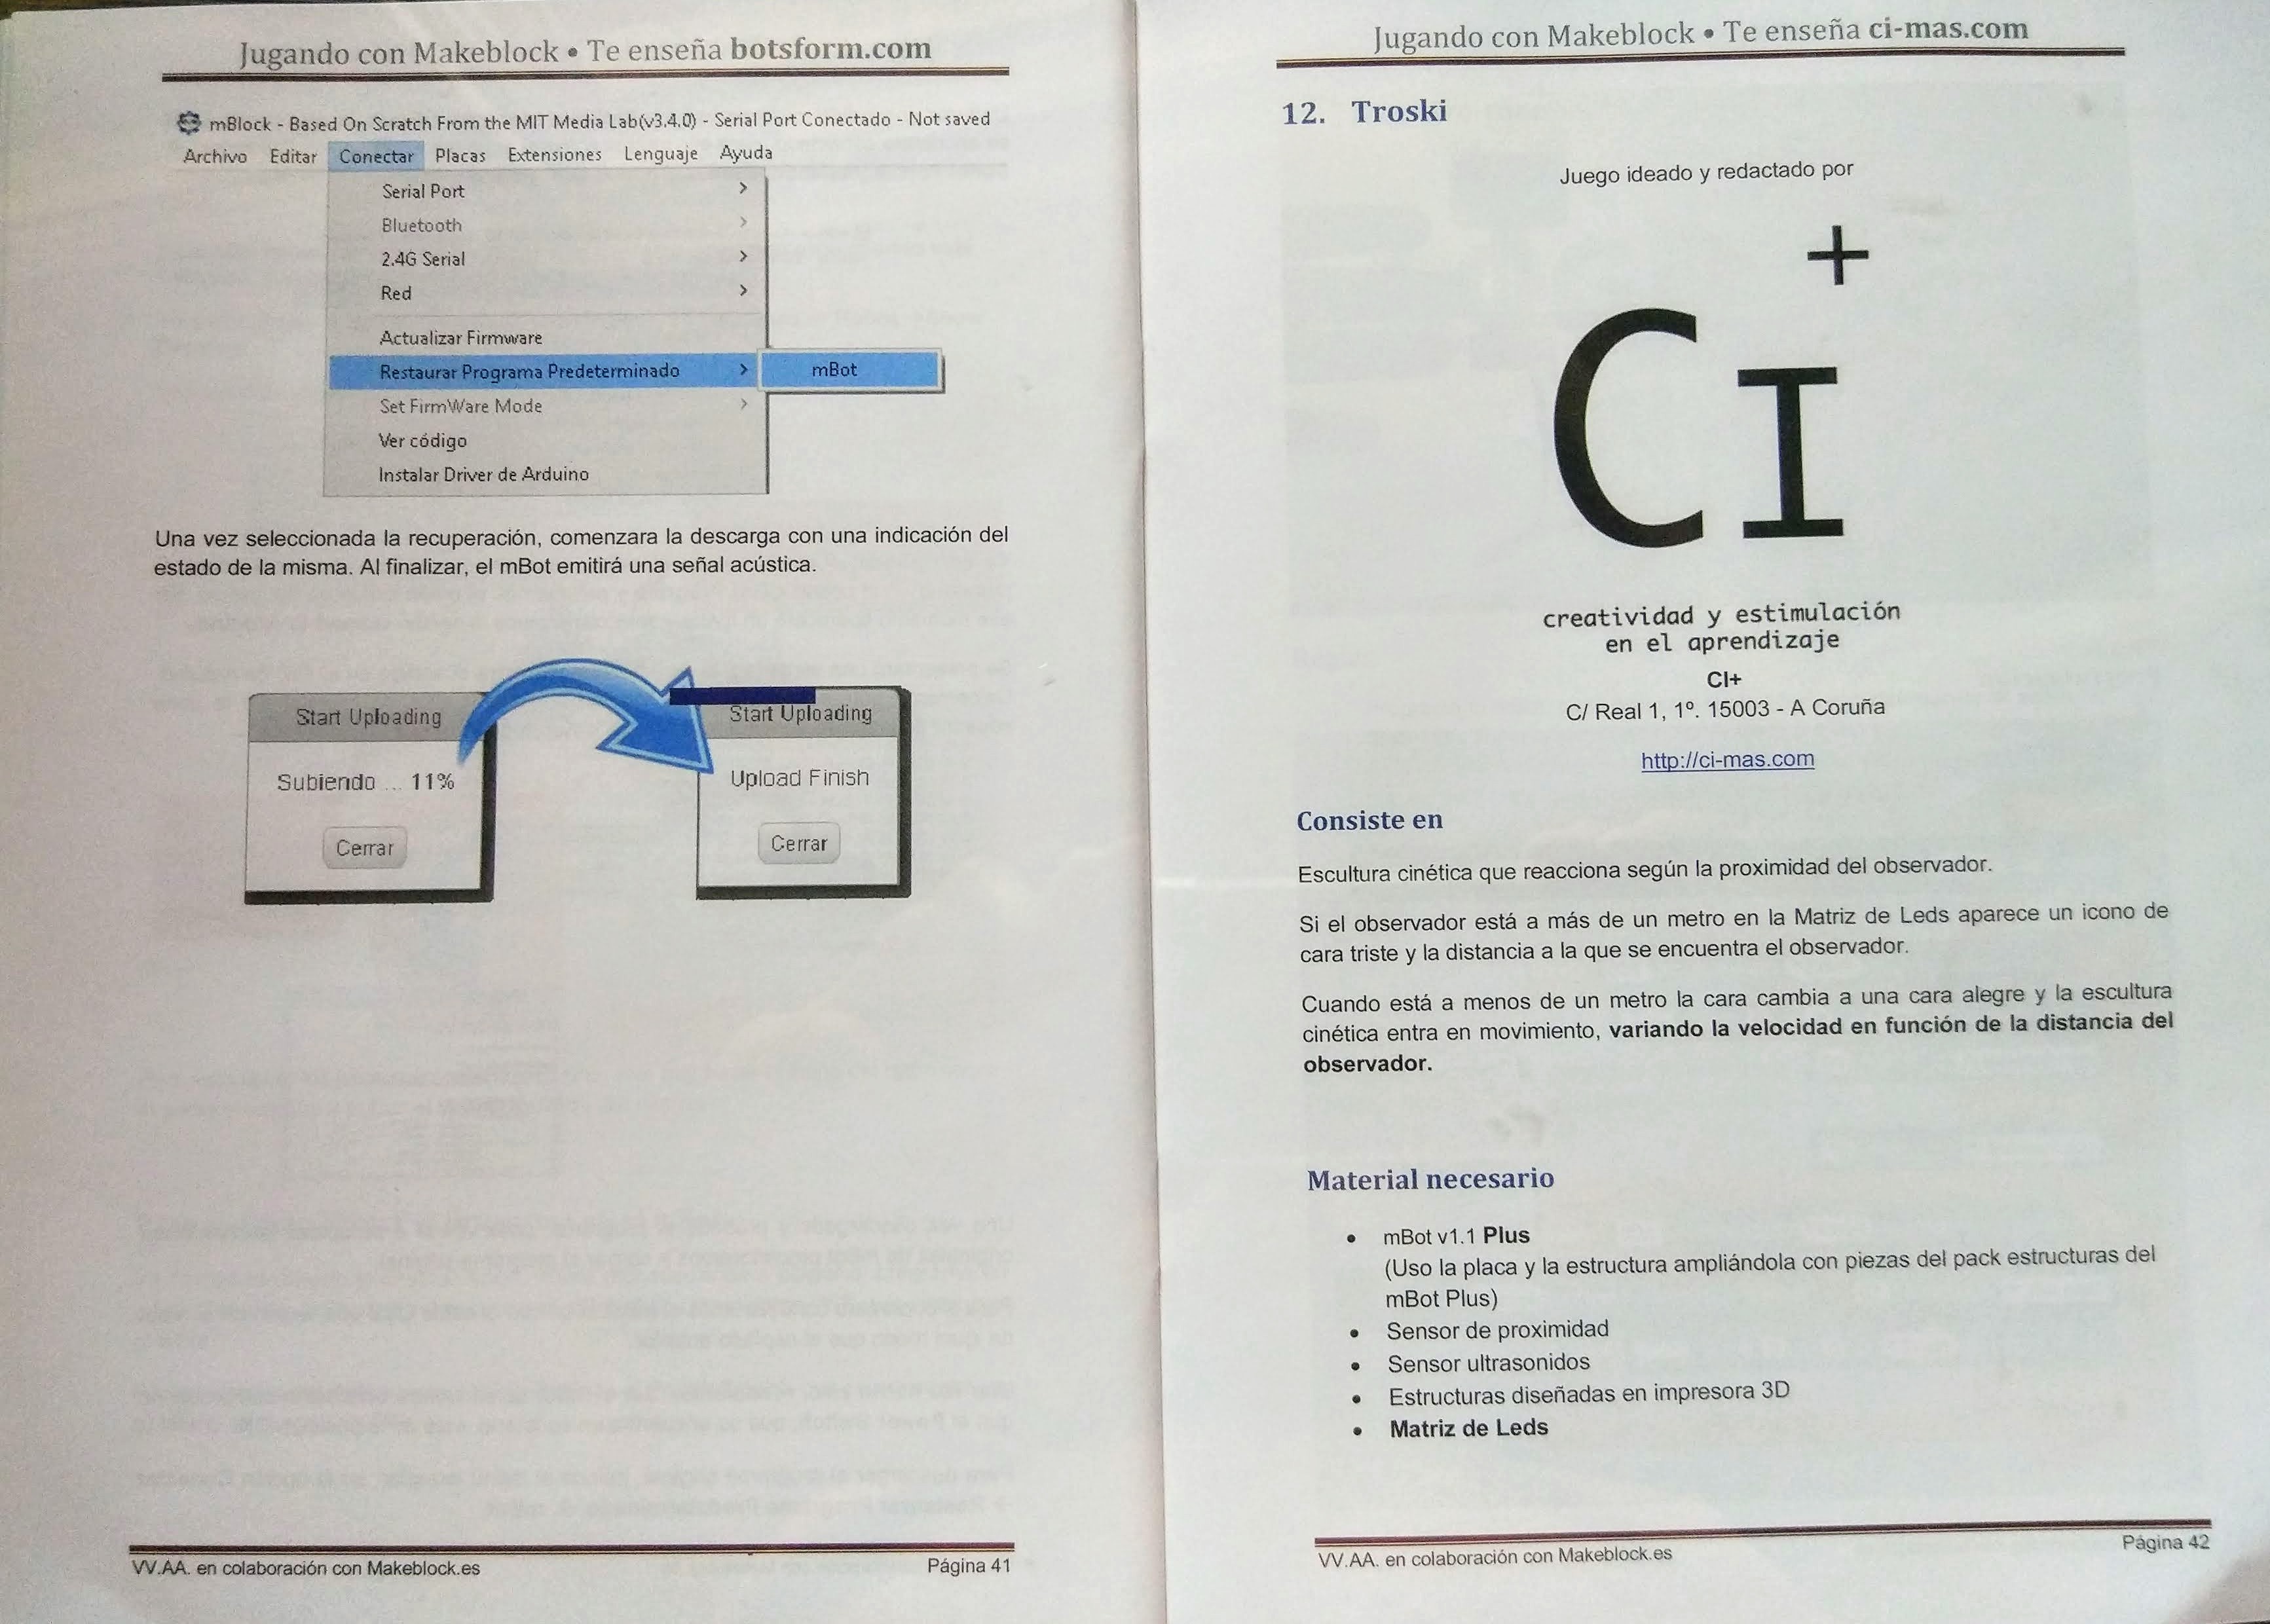 Jugando con Makeblock • Te enseña botsform.com
mBlock - Based On Scratch From the MIT Media Lab(v3.4.0) - Serial Port Conectado - Not saved
Archivo Editar Conectar Placas Extensiones Lenguaje Ayuda
Serial Port >
Bluetooth >
2.4G Serial >
Red >
Actualizar Firmware
Restaurar Programa Predeterminado > mBot
Set FirmWare Mode >
Ver código
Instalar Driver de Arduino
Una vez seleccionada la recuperación, comenzara la descarga con una indicación del
estado de la misma. Al finalizar, el mBot emitirá una señal acústica.
Start Uploading
Subiendo ... 11%
Cerrar
Start Uploading
Upload Finish
Cerrar
VV.AA. en colaboración con Makeblock.es Página 41
Jugando con Makeblock • Te enseña ci-mas.com
12. Troski
Juego ideado y redactado por
CI+
creatividad y estimulación
en el aprendizaje
CI+
C/ Real 1, 1º. 15003 - A Coruña
http://ci-mas.com
Consiste en
Escultura cinética que reacciona según la proximidad del observador.
Si el observador está a más de un metro en la Matriz de Leds aparece un icono de
cara triste y la distancia a la que se encuentra el observador.
Cuando está a menos de un metro la cara cambia a una cara alegre y la escultura
cinética entra en movimiento, variando la velocidad en función de la distancia del
observador.
Material necesario
• mBot v1.1 Plus
(Uso la placa y la estructura ampliándola con piezas del pack estructuras del
mBot Plus)
• Sensor de proximidad
• Sensor ultrasonidos
• Estructuras diseñadas en impresora 3D
• Matriz de Leds
VV.AA. en colaboración con Makeblock.es Página 42